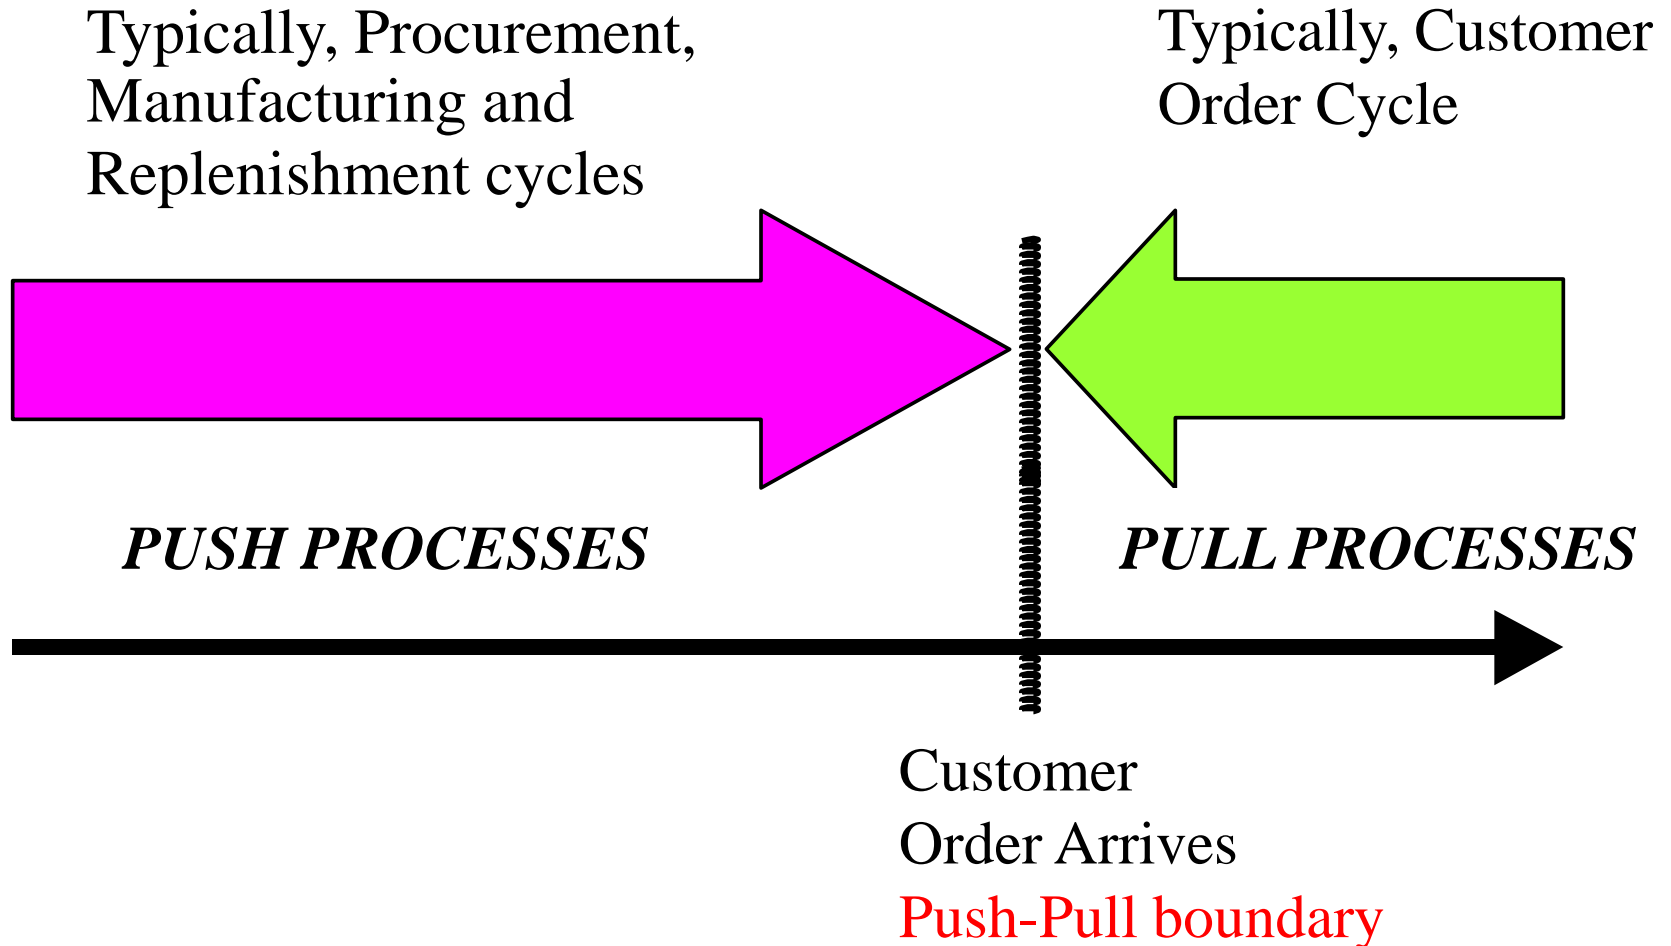 Typically, Procurement,
Manufacturing and
Replenishment cycles
Typically, Customer
Order Cycle
PUSH PROCESSES
PULL PROCESSES
Customer
Order Arrives
Push-Pull boundary